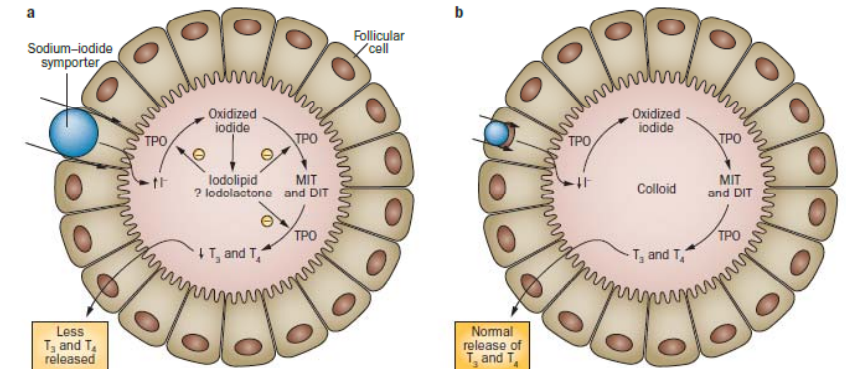 a
Sodium–iodide
symporter
Follicular
cell
Oxidized
iodide
TPO
TPO
↑I⁻
Iodolipid
? Iodolactone
MIT
and DIT
TPO
↓ T₃ and T₄
Less
T₃ and T₄
released
b
Oxidized
iodide
TPO
TPO
↓I⁻
Colloid
MIT
and DIT
TPO
T₃ and T₄
Normal
release of
T₃ and T₄